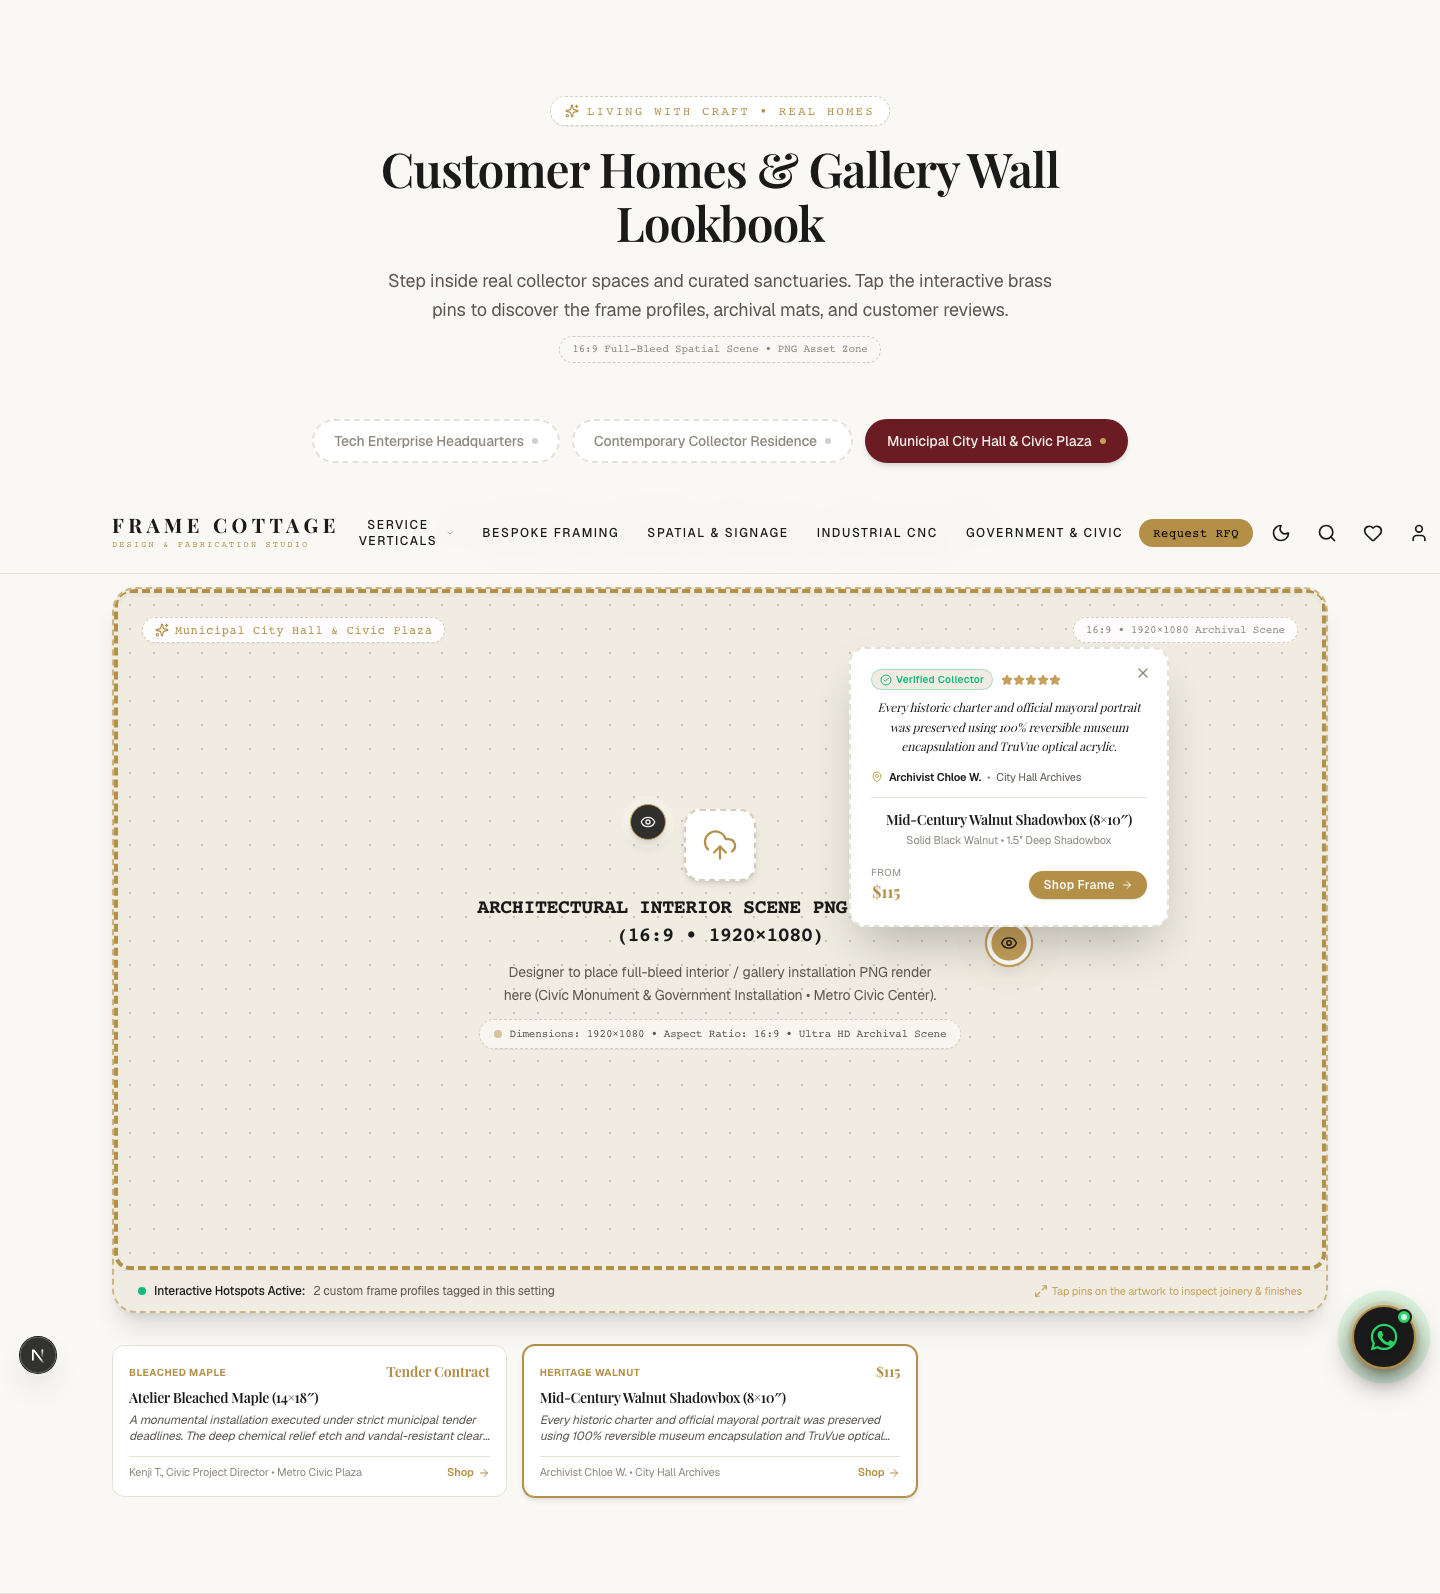 LIVING WITH CRAFT • REAL HOMES
Customer Homes & Gallery Wall
Lookbook
Step inside real collector spaces and curated sanctuaries. Tap the interactive brass
pins to discover the frame profiles, archival mats, and customer reviews.
16:9 Full-Bleed Spatial Scene • PNG Asset Zone
Tech Enterprise Headquarters
Contemporary Collector Residence
Municipal City Hall & Civic Plaza
FRAME COTTAGE
DESIGN & FABRICATION STUDIO
SERVICE
VERTICALS
BESPOKE FRAMING
SPATIAL & SIGNAGE
INDUSTRIAL CNC
GOVERNMENT & CIVIC
Request RFQ
Municipal City Hall & Civic Plaza
16:9 • 1920×1080 Archival Scene
Verified Collector
Every historic charter and official mayoral portrait
was preserved using 100% reversible museum
encapsulation and TruVue optical acrylic.
Archivist Chloe W. • City Hall Archives
Mid-Century Walnut Shadowbox (8×10″)
Solid Black Walnut • 1.5" Deep Shadowbox
FROM
$115
Shop Frame
ARCHITECTURAL INTERIOR SCENE PNG
(16:9 • 1920×1080)
Designer to place full-bleed interior / gallery installation PNG render
here (Civic Monument & Government Installation • Metro Civic Center).
Dimensions: 1920×1080 • Aspect Ratio: 16:9 • Ultra HD Archival Scene
Interactive Hotspots Active: 2 custom frame profiles tagged in this setting
Tap pins on the artwork to inspect joinery & finishes
N
BLEACHED MAPLE
Tender Contract
Atelier Bleached Maple (14×18″)
A monumental installation executed under strict municipal tender
deadlines. The deep chemical relief etch and vandal-resistant clear…
Kenji T., Civic Project Director • Metro Civic Plaza
Shop
HERITAGE WALNUT
$115
Mid-Century Walnut Shadowbox (8×10″)
Every historic charter and official mayoral portrait was preserved
using 100% reversible museum encapsulation and TruVue optical…
Archivist Chloe W. • City Hall Archives
Shop